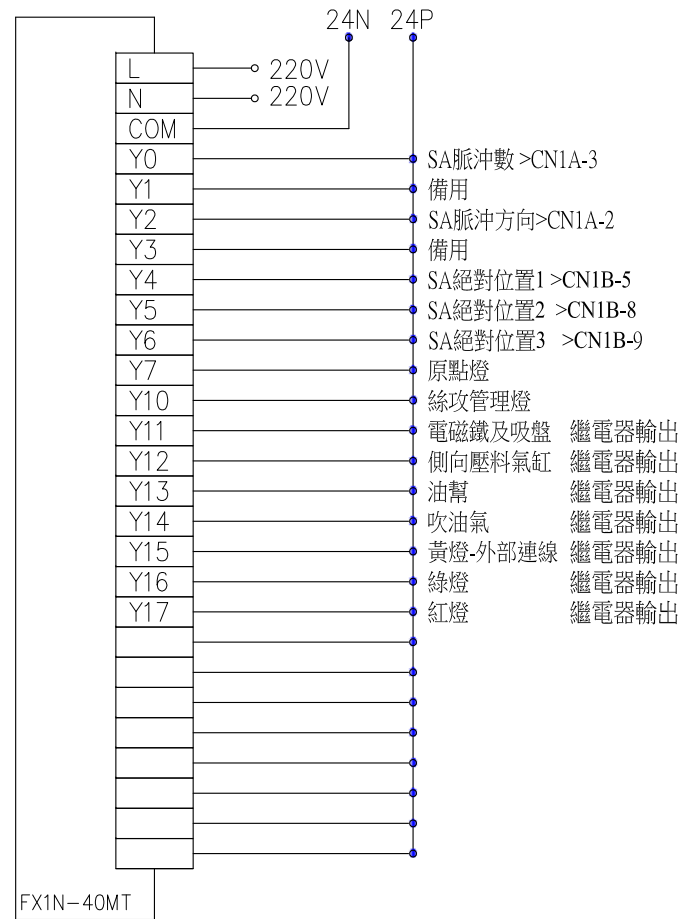 24N 24P
L 220V
N 220V
COM
Y0 SA脈沖數 >CN1A-3
Y1 備用
Y2 SA脈沖方向>CN1A-2
Y3 備用
Y4 SA絕對位置1 >CN1B-5
Y5 SA絕對位置2 >CN1B-8
Y6 SA絕對位置3 >CN1B-9
Y7 原點燈
Y10 絲攻管理燈
Y11 電磁鐵及吸盤 繼電器輸出
Y12 側向壓料氣缸 繼電器輸出
Y13 油幫 繼電器輸出
Y14 吹油氣 繼電器輸出
Y15 黃燈-外部連線 繼電器輸出
Y16 綠燈 繼電器輸出
Y17 紅燈 繼電器輸出
FX1N-40MT